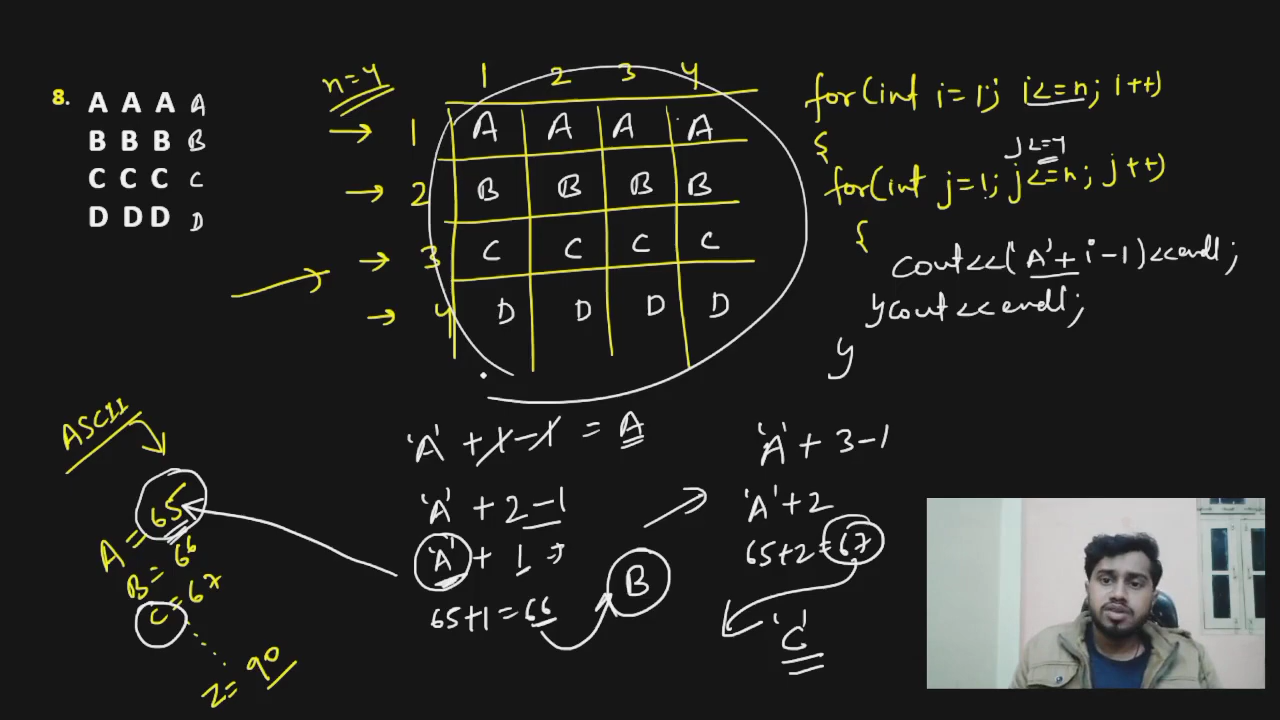 8. A A A A
B B B B
C C C C
D D D D
n=4
1 2 3 4
1 A A A A
2 B B B B
3 C C C C
4 D D D D
for(int i=1; i<=n; i++)
{
j<=4
for(int j=1; j<=n; j++)
{
cout<<('A'+i-1)<<endl;
}cout<<endl;
}
ASCII
A=65
B=66
C=67
Z=90
'A'+1-1=A
'A'+2-1
'A'+1⇒
65+1=66
B
'A'+3-1
'A'+2
65+2=67
'C'